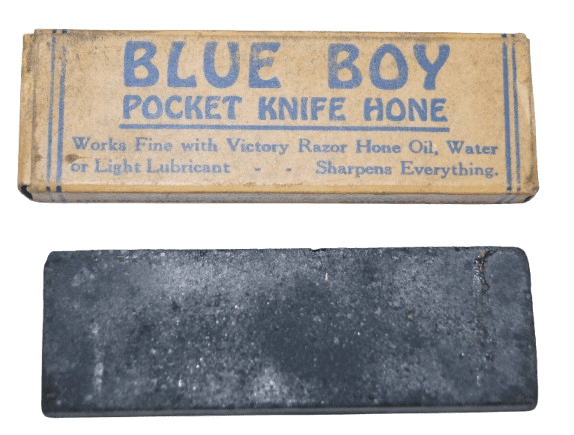 BLUE BOY
POCKET KNIFE HONE
Works Fine with Victory Razor Hone Oil, Water
or Light Lubricant - - Sharpens Everything.